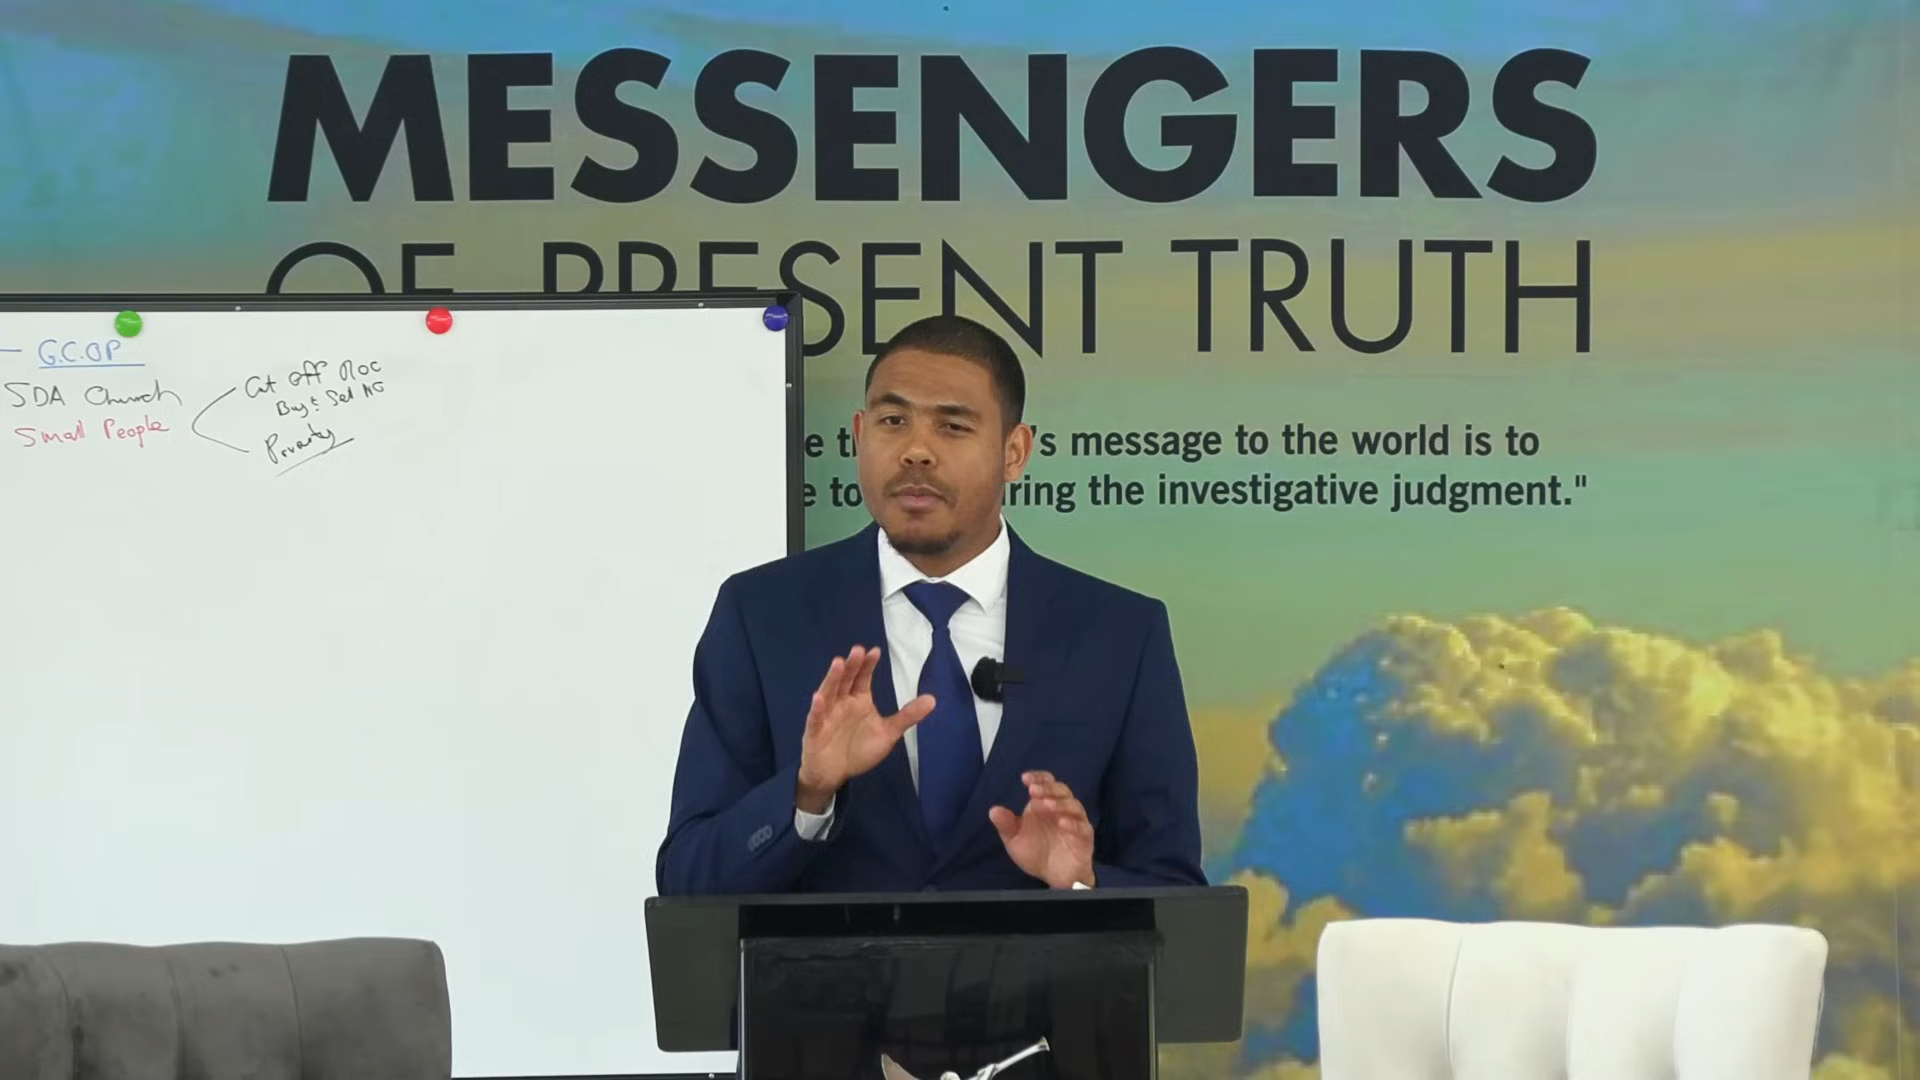 MESSENGERS
OF PRESENT TRUTH
's message to the world is to
ring the investigative judgment."
G.C.OP
SDA Church
Small People
Cut off
Buy & Sell
Poverty